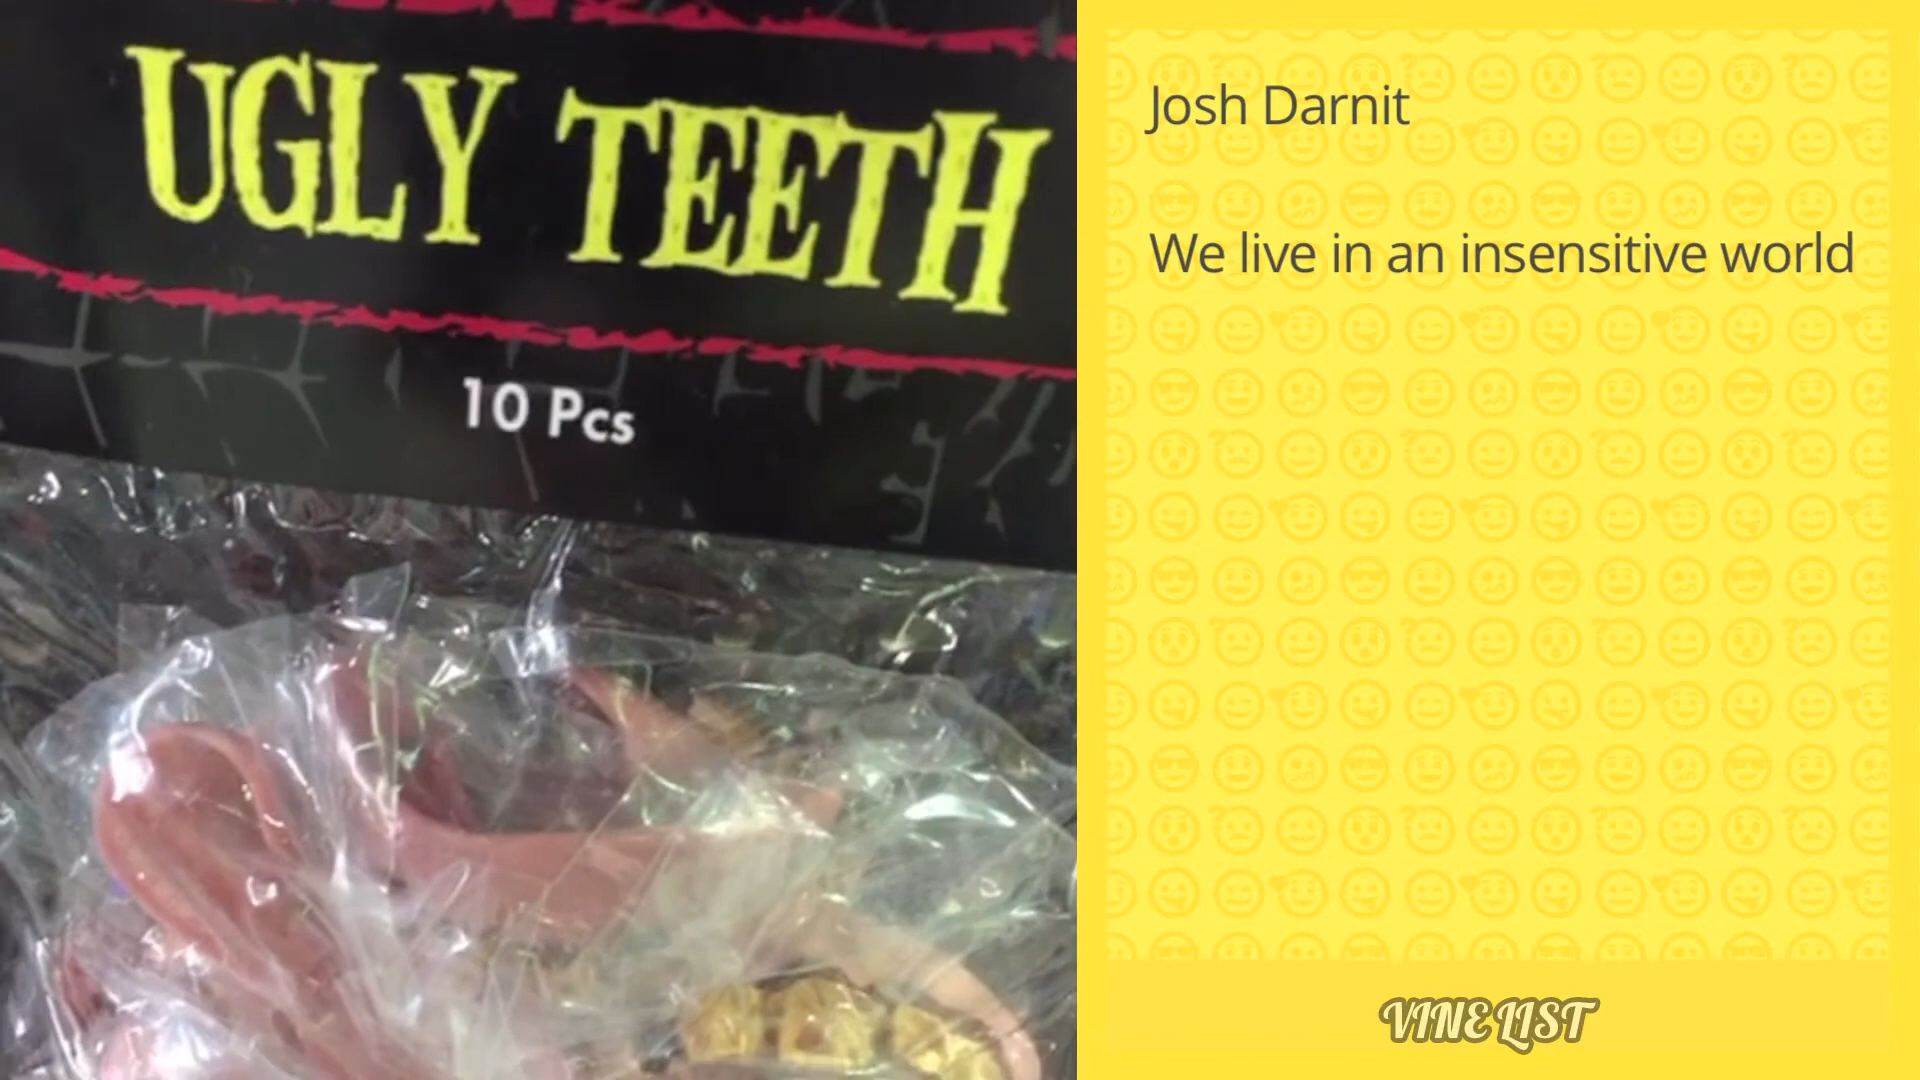 UGLY TEETH
10 Pcs
Josh Darnit
We live in an insensitive world
VINE LIST